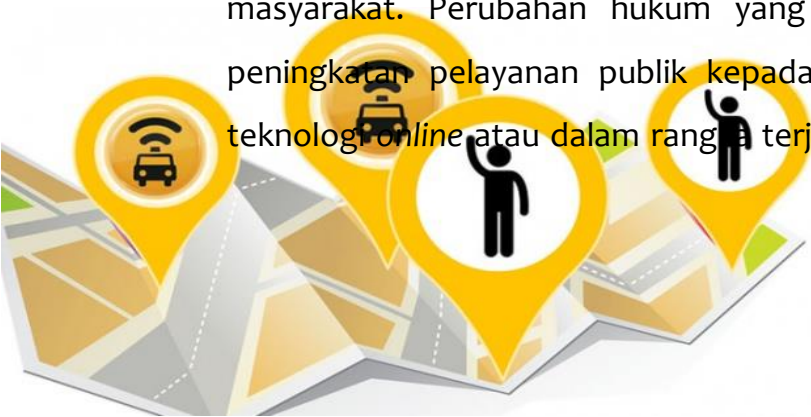 masyarakat. Perubahan hukum yang
peningkatan pelayanan publik kepada
teknologi online atau dalam rangka terj